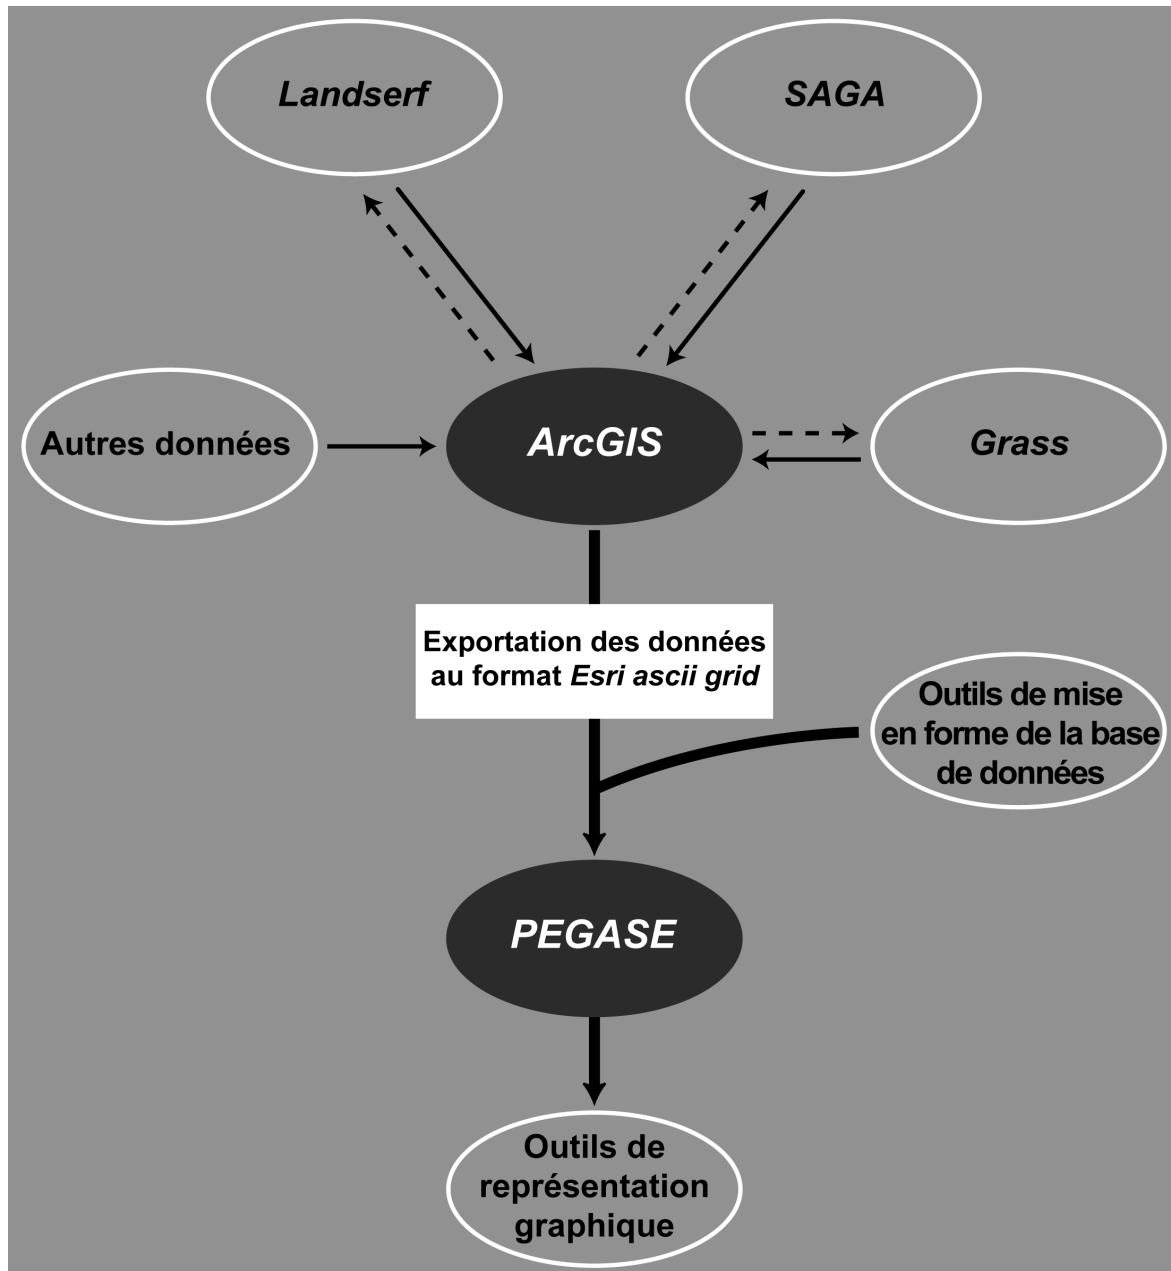 Landserf
SAGA
Autres données
ArcGIS
Grass
Exportation des données
au format Esri ascii grid
Outils de mise
en forme de la base
de données
PEGASE
Outils de
représentation
graphique